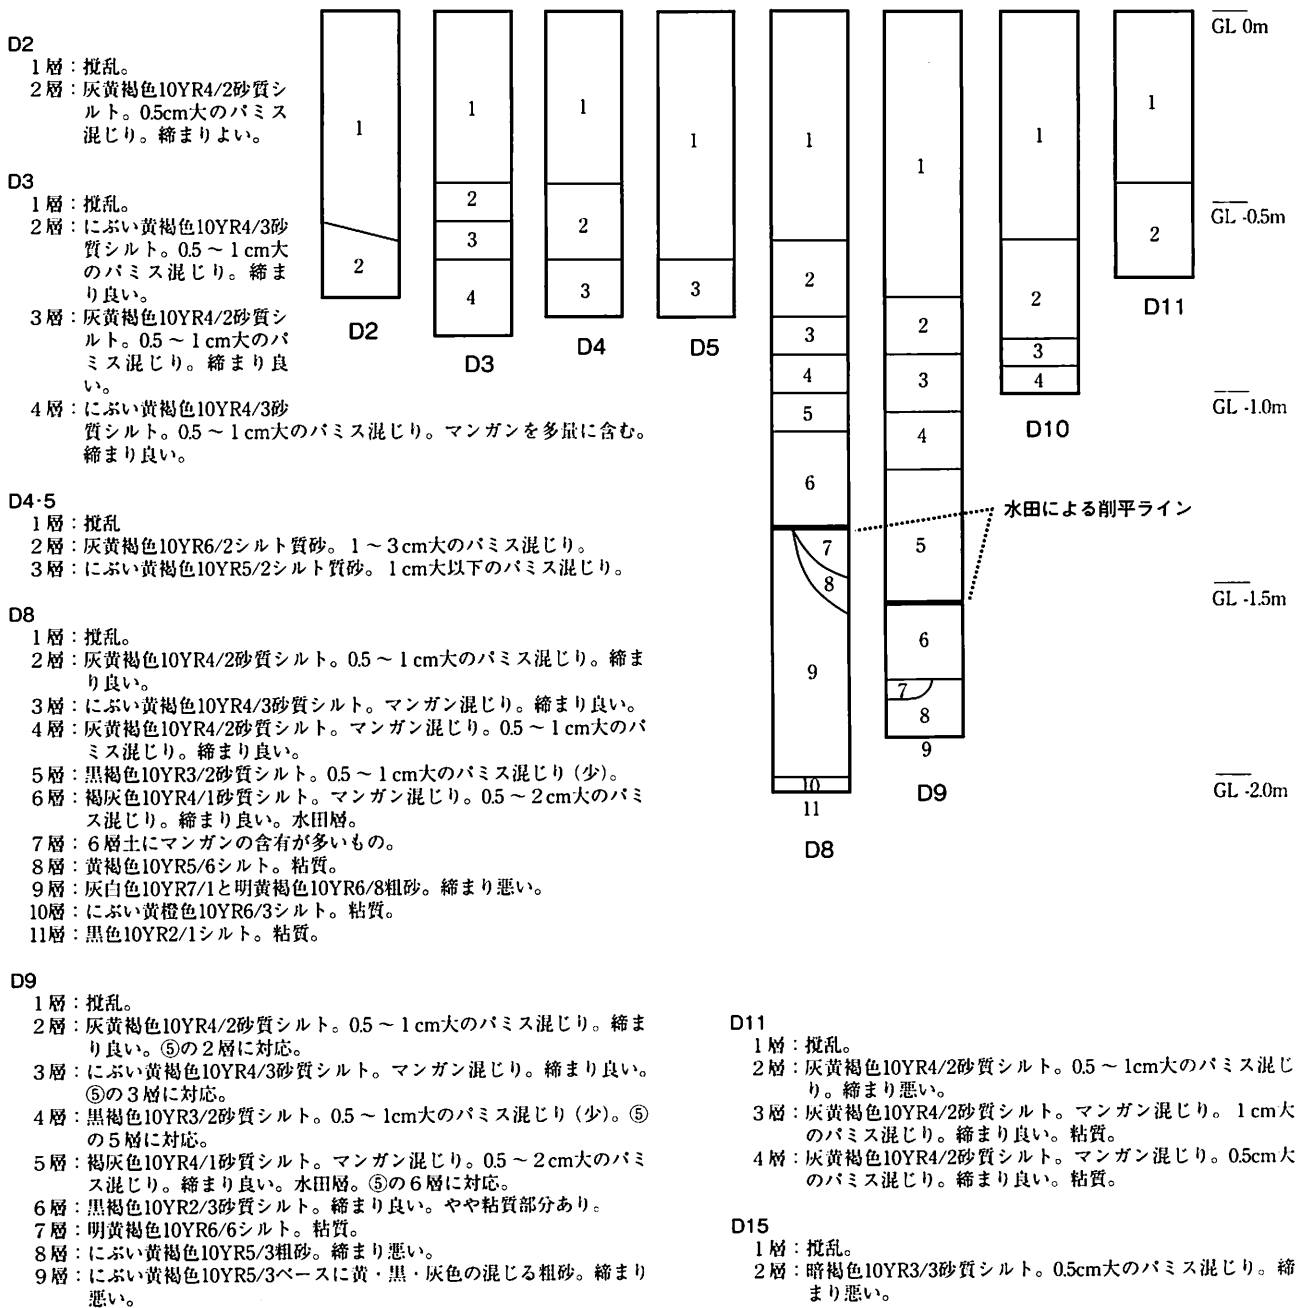 D2
1層：撹乱。
2層：灰黄褐色10YR4/2砂質シ
ルト。0.5cm大のパミス
混じり。締まりよい。
D3
1層：撹乱。
2層：にぶい黄褐色10YR4/3砂
質シルト。0.5～1cm大
のパミス混じり。締ま
り良い。
3層：灰黄褐色10YR4/2砂質シ
ルト。0.5～1cm大のパ
ミス混じり。締まり良
い。
4層：にぶい黄褐色10YR4/3砂
質シルト。0.5～1cm大のパミス混じり。マンガンを多量に含む。
締まり良い。
D4・5
1層：撹乱
2層：灰黄褐色10YR6/2シルト質砂。1～3cm大のパミス混じり。
3層：にぶい黄褐色10YR5/2シルト質砂。1cm大以下のパミス混じり。
D8
1層：撹乱。
2層：灰黄褐色10YR4/2砂質シルト。0.5～1cm大のパミス混じり。締ま
り良い。
3層：にぶい黄褐色10YR4/3砂質シルト。マンガン混じり。締まり良い。
4層：灰黄褐色10YR4/2砂質シルト。マンガン混じり。0.5～1cm大のパ
ミス混じり。締まり良い。
5層：黒褐色10YR3/2砂質シルト。0.5～1cm大のパミス混じり（少）。
6層：褐灰色10YR4/1砂質シルト。マンガン混じり。0.5～2cm大のパミ
ス混じり。締まり良い。水田層。
7層：6層土にマンガンの含有が多いもの。
8層：黄褐色10YR5/6シルト。粘質。
9層：灰白色10YR7/1と明黄褐色10YR6/8粗砂。締まり悪い。
10層：にぶい黄橙色10YR6/3シルト。粘質。
11層：黒色10YR2/1シルト。粘質。
D9
1層：撹乱。
2層：灰黄褐色10YR4/2砂質シルト。0.5～1cm大のパミス混じり。締ま
り良い。⑤の2層に対応。
3層：にぶい黄褐色10YR4/3砂質シルト。マンガン混じり。締まり良い。
⑤の3層に対応。
4層：黒褐色10YR3/2砂質シルト。0.5～1cm大のパミス混じり（少）。⑤
の5層に対応。
5層：褐灰色10YR4/1砂質シルト。マンガン混じり。0.5～2cm大のパミ
ス混じり。締まり良い。水田層。⑤の6層に対応。
6層：黒褐色10YR2/3砂質シルト。締まり良い。やや粘質部分あり。
7層：明黄褐色10YR6/6シルト。粘質。
8層：にぶい黄褐色10YR5/3粗砂。締まり悪い。
9層：にぶい黄褐色10YR5/3ベースに黄・黒・灰色の混じる粗砂。締まり
悪い。
1
2
D2
1
2
3
4
D3
1
2
3
D4
1
3
D5
1
2
3
4
5
6
7
8
9
10
11
D8
1
2
3
4
5
6
7
8
9
D9
1
2
3
4
D10
1
2
D11
水田による削平ライン
GL 0m
GL -0.5m
GL -1.0m
GL -1.5m
GL -2.0m
D11
1層：撹乱。
2層：灰黄褐色10YR4/2砂質シルト。0.5～1cm大のパミス混じ
り。締まり悪い。
3層：灰黄褐色10YR4/2砂質シルト。マンガン混じり。1cm大
のパミス混じり。締まり良い。粘質。
4層：灰黄褐色10YR4/2砂質シルト。マンガン混じり。0.5cm大
のパミス混じり。締まり良い。粘質。
D15
1層：撹乱。
2層：暗褐色10YR3/3砂質シルト。0.5cm大のパミス混じり。締
まり悪い。